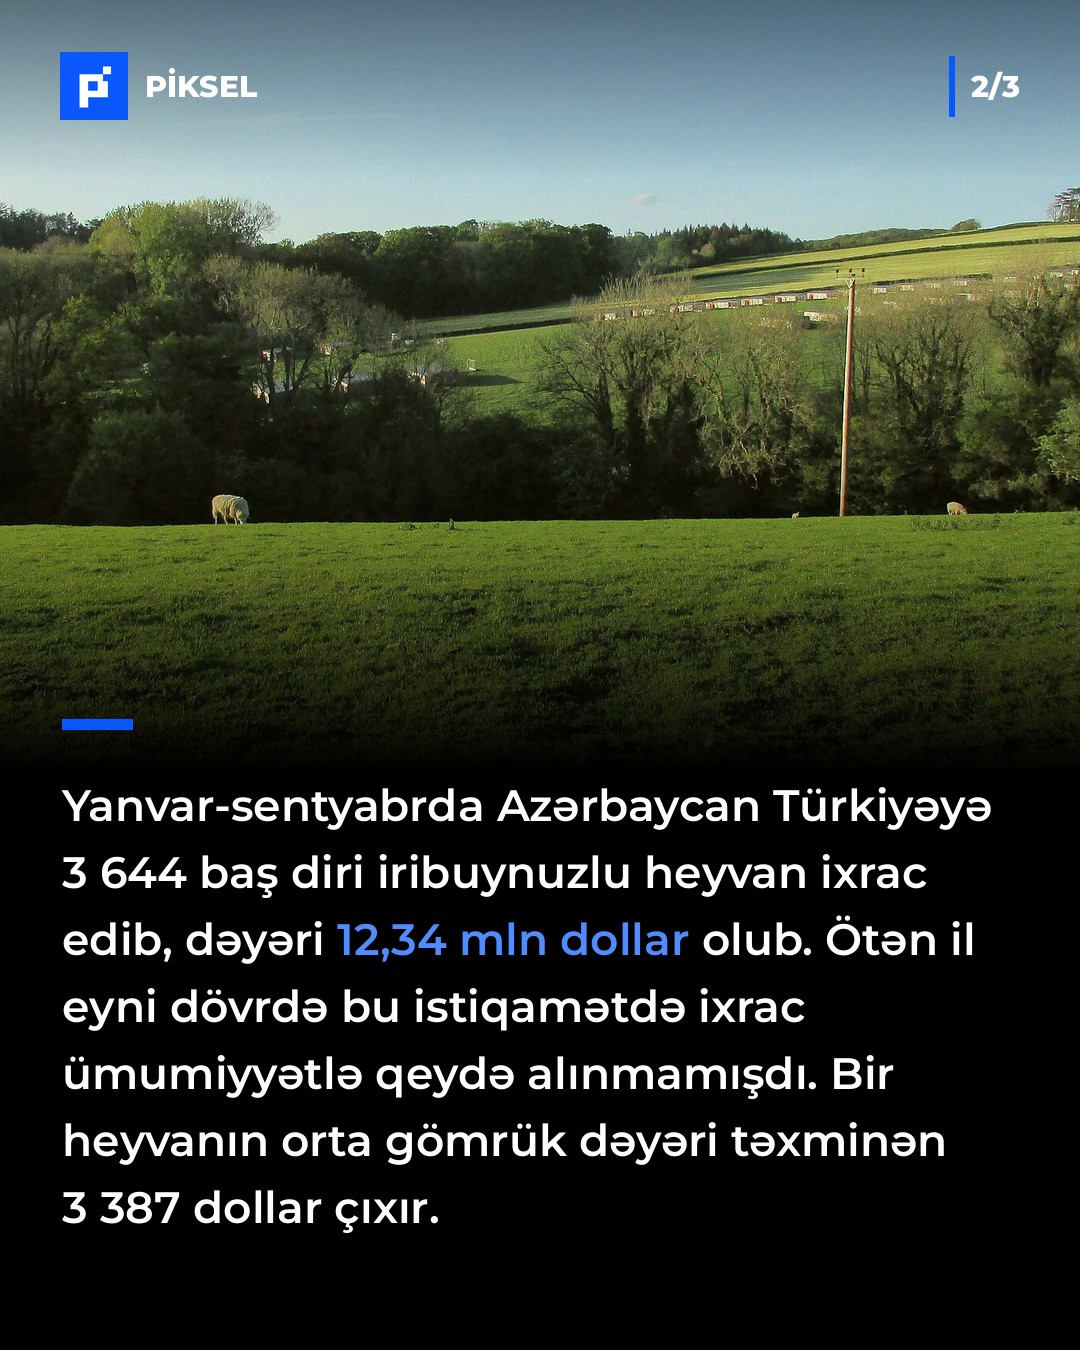 PİKSEL
2/3
Yanvar-sentyabrda Azərbaycan Türkiyəyə
3 644 baş diri iribuynuzlu heyvan ixrac
edib, dəyəri 12,34 mln dollar olub. Ötən il
eyni dövrdə bu istiqamətdə ixrac
ümumiyyətlə qeydə alınmamışdı. Bir
heyvanın orta gömrük dəyəri təxminən
3 387 dollar çıxır.